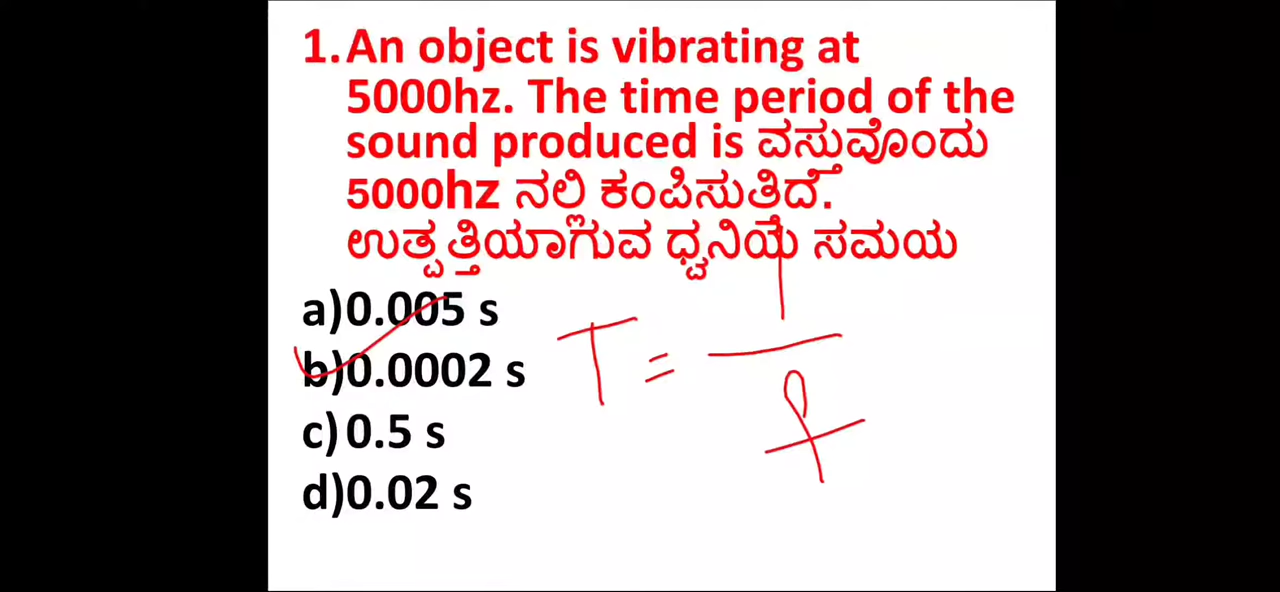 1. An object is vibrating at
5000hz. The time period of the
sound produced is ವಸ್ತುವೊಂದು
5000hz ನಲ್ಲಿ ಕಂಪಿಸುತ್ತಿದೆ.
ಉತ್ಪತ್ತಿಯಾಗುವ ಧ್ವನಿಯ ಸಮಯ
a)0.005 s
b)0.0002 s
c)0.5 s
d)0.02 s
T = 1/f